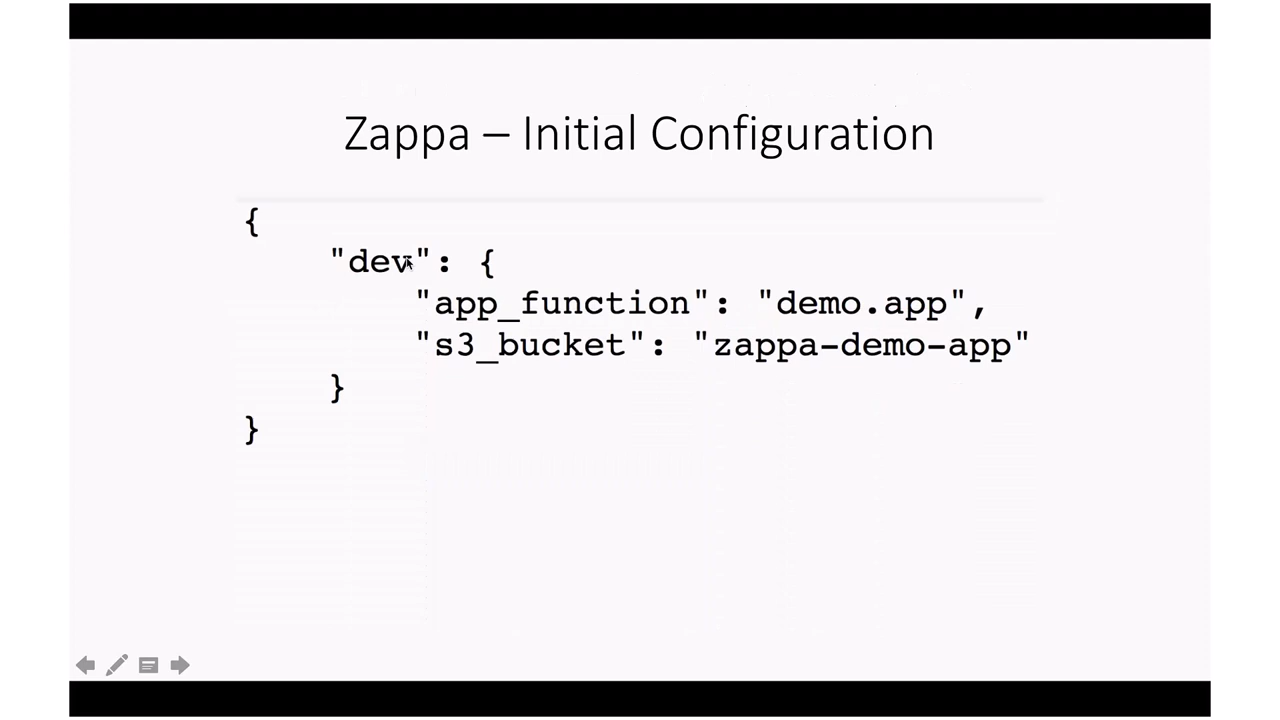 Zappa – Initial Configuration
{
"dev": {
"app_function": "demo.app",
"s3_bucket": "zappa-demo-app"
}
}